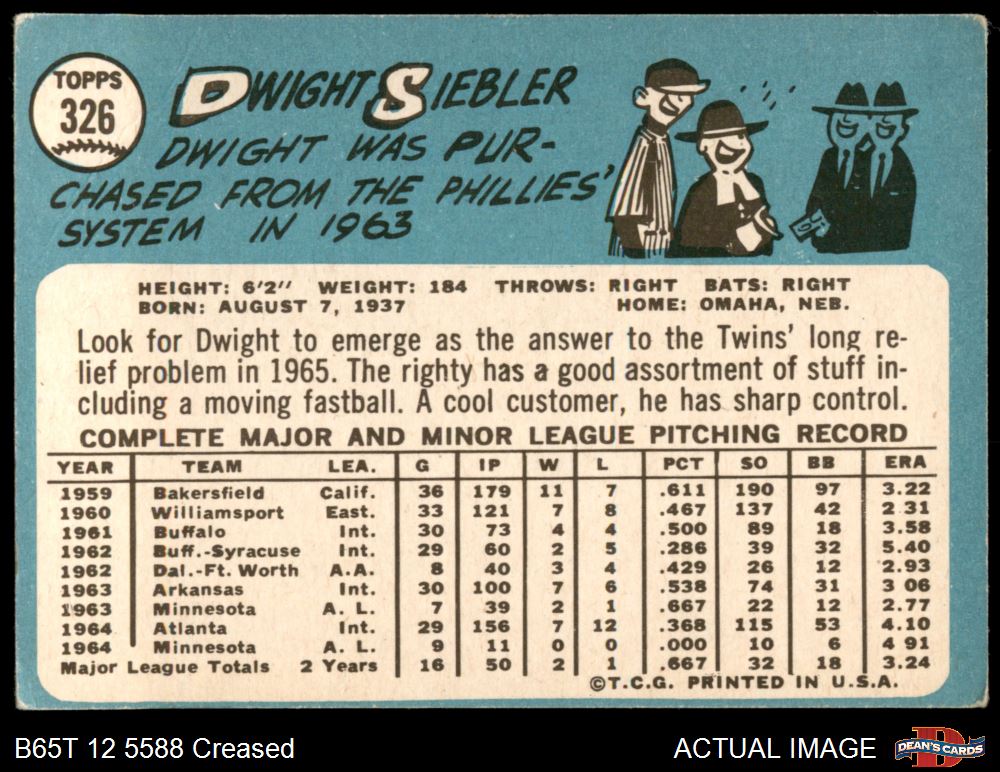 TOPPS
326
DWIGHT SIEBLER
DWIGHT WAS PUR-
CHASED FROM THE PHILLIES'
SYSTEM IN 1963
HEIGHT: 6'2" WEIGHT: 184 THROWS: RIGHT BATS: RIGHT
BORN: AUGUST 7, 1937 HOME: OMAHA, NEB.
Look for Dwight to emerge as the answer to the Twins' long re-
lief problem in 1965. The righty has a good assortment of stuff in-
cluding a moving fastball. A cool customer, he has sharp control.
COMPLETE MAJOR AND MINOR LEAGUE PITCHING RECORD
YEAR TEAM LEA. G IP W L PCT SO BB ERA
1959 Bakersfield Calif. 36 179 11 7 .611 190 97 3.22
1960 Williamsport East. 33 121 7 8 .467 137 42 2.31
1961 Buffalo Int. 30 73 4 4 .500 89 18 3.58
1962 Buff.-Syracuse Int. 29 60 2 5 .286 39 32 5.40
1962 Dal.-Ft. Worth A.A. 8 40 3 4 .429 26 12 2.93
1963 Arkansas Int. 30 100 7 6 .538 74 31 3 06
1963 Minnesota A. L. 7 39 2 1 .667 22 12 2.77
1964 Atlanta Int. 29 156 7 12 .368 115 53 4.10
1964 Minnesota A. L. 9 11 0 0 .000 10 6 4 91
Major League Totals 2 Years 16 50 2 1 .667 32 18 3.24
©T.C.G. PRINTED IN U.S.A.
B65T 12 5588 Creased ACTUAL IMAGE DEAN'S CARDS